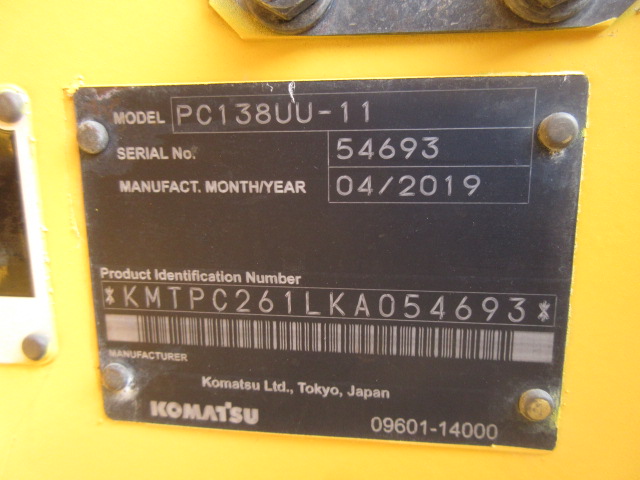 MODEL PC138UU-11
SERIAL No. 54693
MANUFACT. MONTH/YEAR 04/2019
Product Identification Number
*KMTPC261LKA054693*
MANUFACTURER
Komatsu Ltd., Tokyo, Japan
KOMATSU 09601-14000